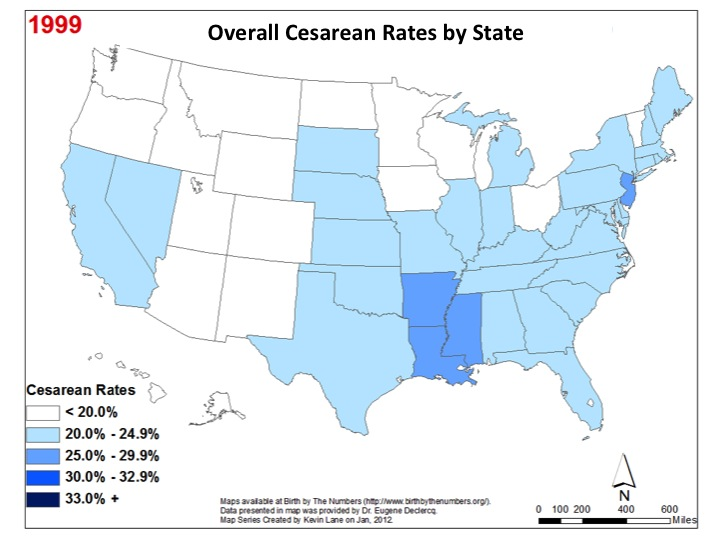 1999
Overall Cesarean Rates by State
Cesarean Rates
< 20.0%
20.0% - 24.9%
25.0% - 29.9%
30.0% - 32.9%
33.0% +
Maps available at Birth by The Numbers (http://www.birthbythenumbers.org/).
Data presented in map was provided by Dr. Eugene Declercq.
Map Series Created by Kevin Lane on Jan, 2012.
N
0 100 200 400 600
Miles